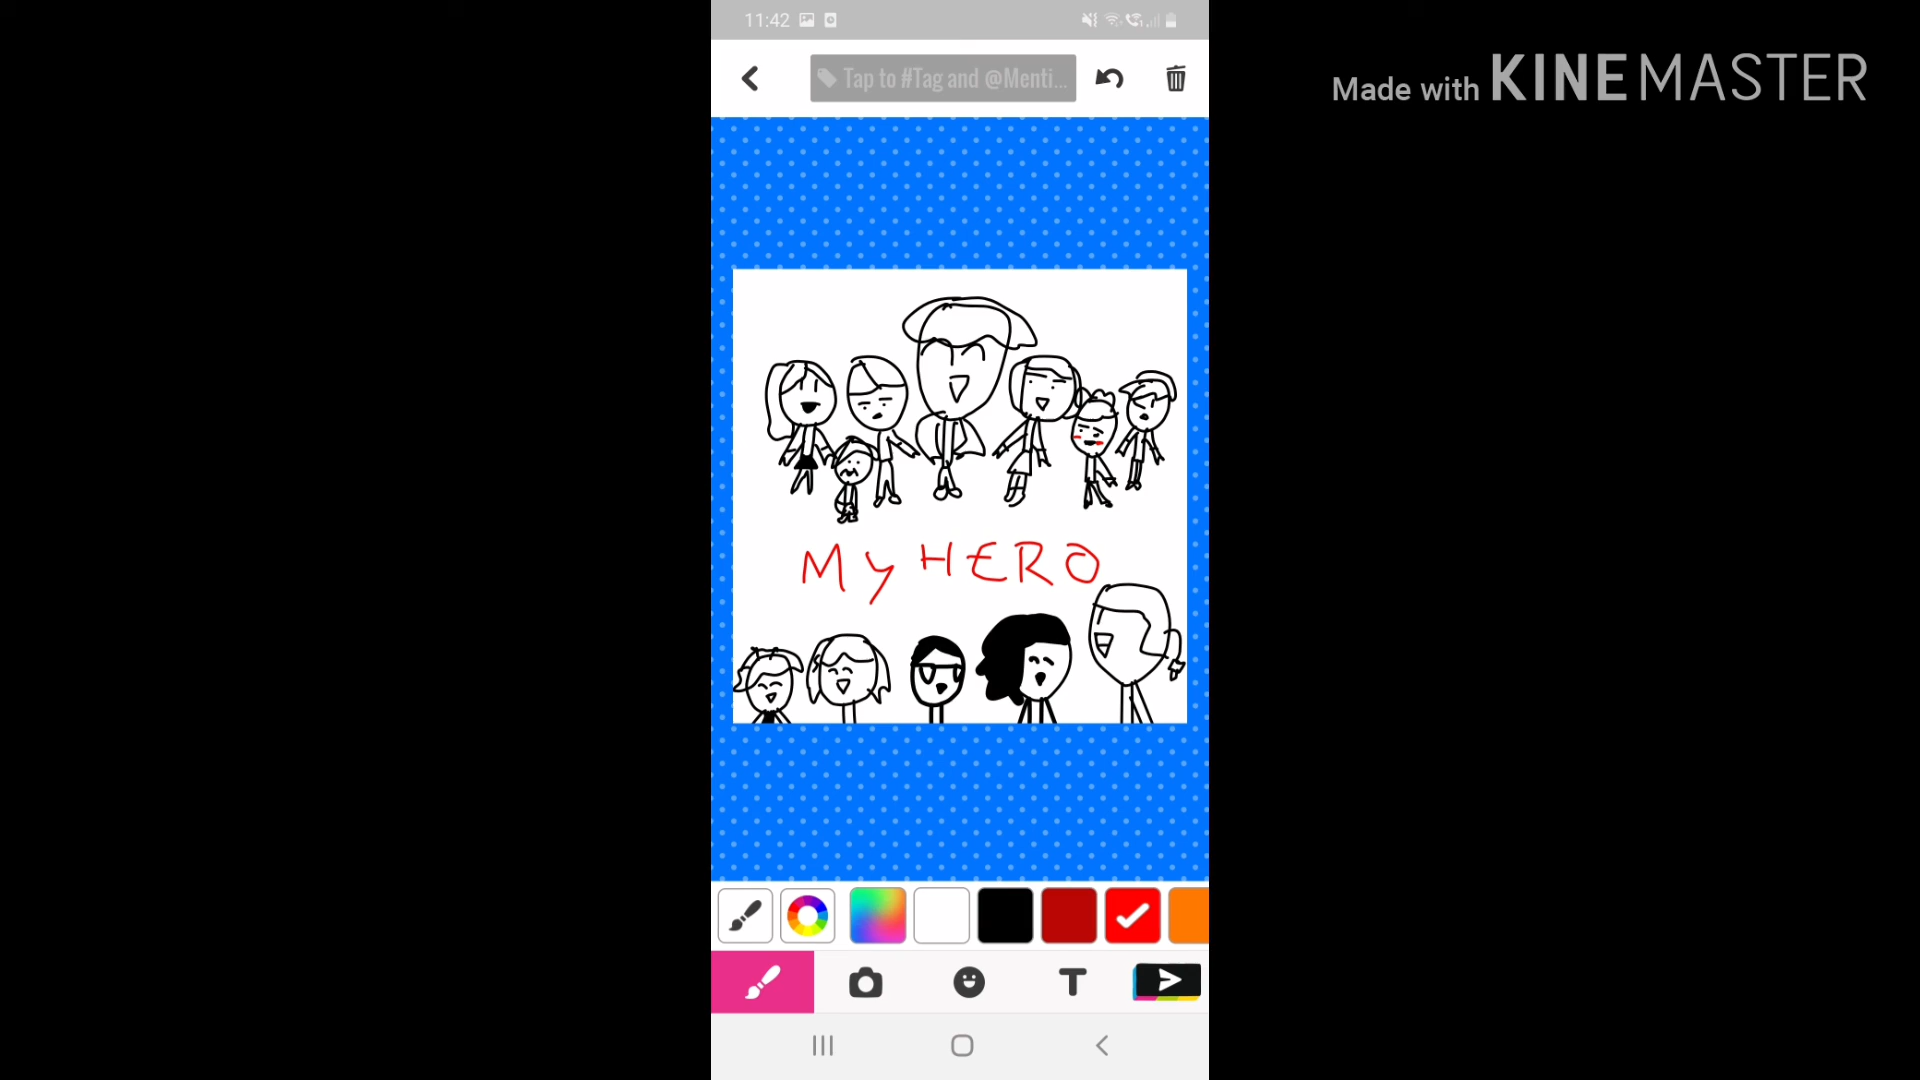 11:42
Tap to #Tag and @Menti...
Made with KINEMASTER
MY HERO
T